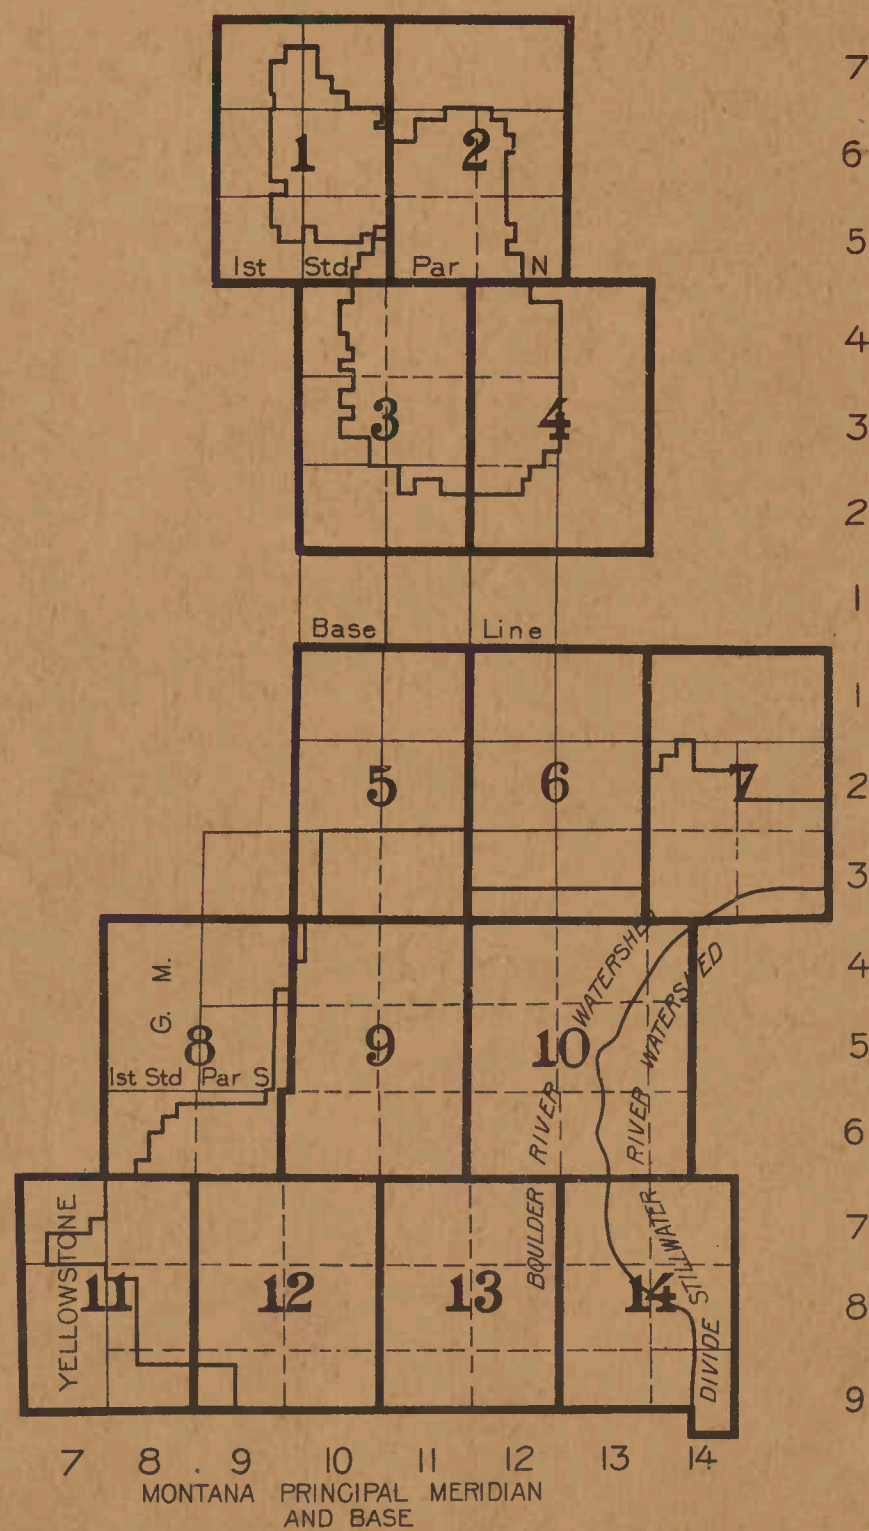 7
1
2
6
5
1st Std Par N
4
3
4
3
2
1
Base Line
1
5
6
7
2
3
G. M.
4
8
9
10
5
1st Std Par S
6
BOULDER RIVER WATERSHED
STILLWATER RIVER WATERSHED
DIVIDE
YELLOWSTONE
7
11
12
13
14
8
9
7 8 . 9 10 11 12 13 14
MONTANA PRINCIPAL MERIDIAN
AND BASE